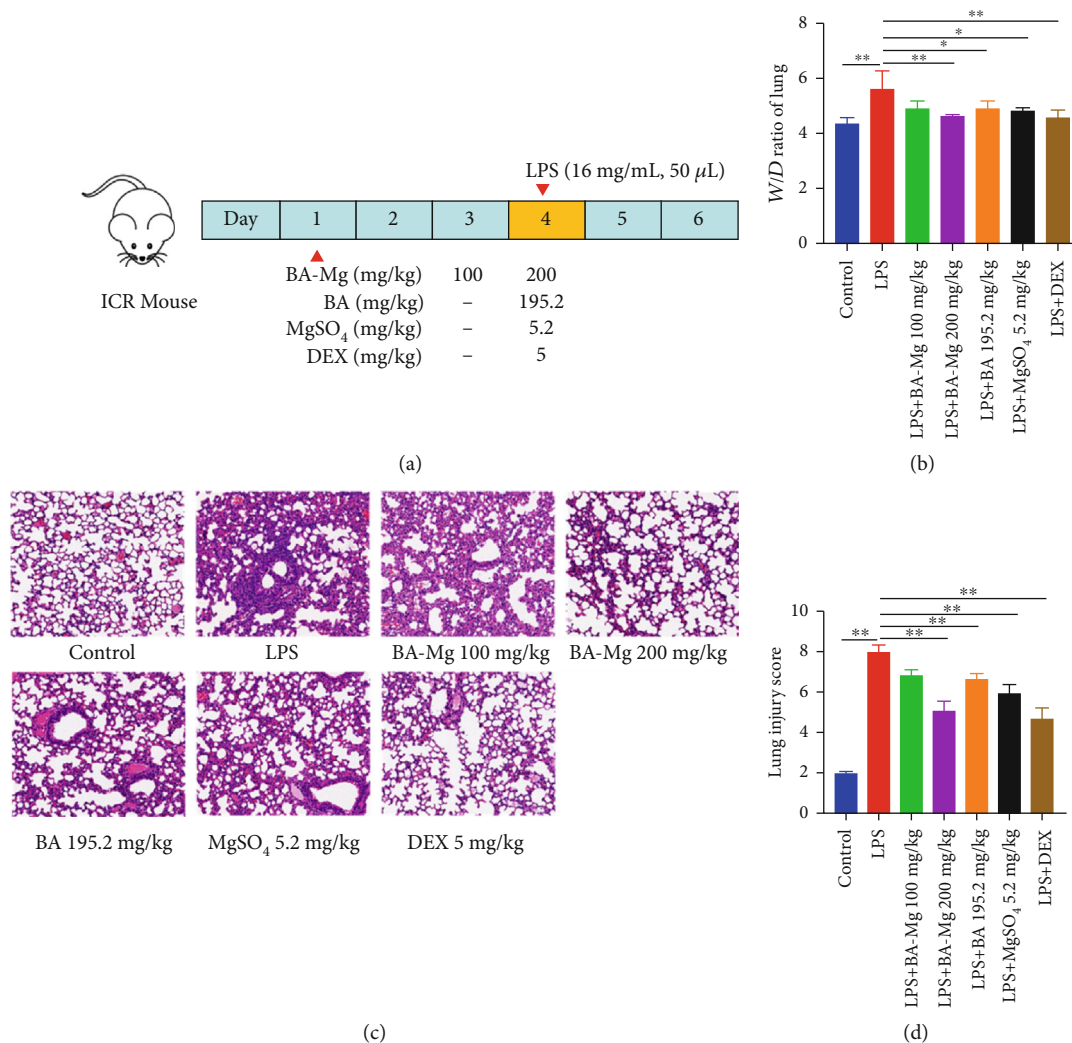 LPS (16 mg/mL, 50 μL)
Day 1 2 3 4 5 6
ICR Mouse
BA-Mg (mg/kg) 100 200
BA (mg/kg) – 195.2
MgSO₄ (mg/kg) – 5.2
DEX (mg/kg) – 5
(a)
**
*
*
** **
W/D ratio of lung
8
6
4
2
0
Control
LPS
LPS+BA-Mg 100 mg/kg
LPS+BA-Mg 200 mg/kg
LPS+BA 195.2 mg/kg
LPS+MgSO₄ 5.2 mg/kg
LPS+DEX
(b)
Control LPS BA-Mg 100 mg/kg BA-Mg 200 mg/kg
BA 195.2 mg/kg MgSO₄ 5.2 mg/kg DEX 5 mg/kg
(c)
**
**
**
** **
Lung injury score
10
8
6
4
2
0
Control
LPS
LPS+BA-Mg 100 mg/kg
LPS+BA-Mg 200 mg/kg
LPS+BA 195.2 mg/kg
LPS+MgSO₄ 5.2 mg/kg
LPS+DEX
(d)